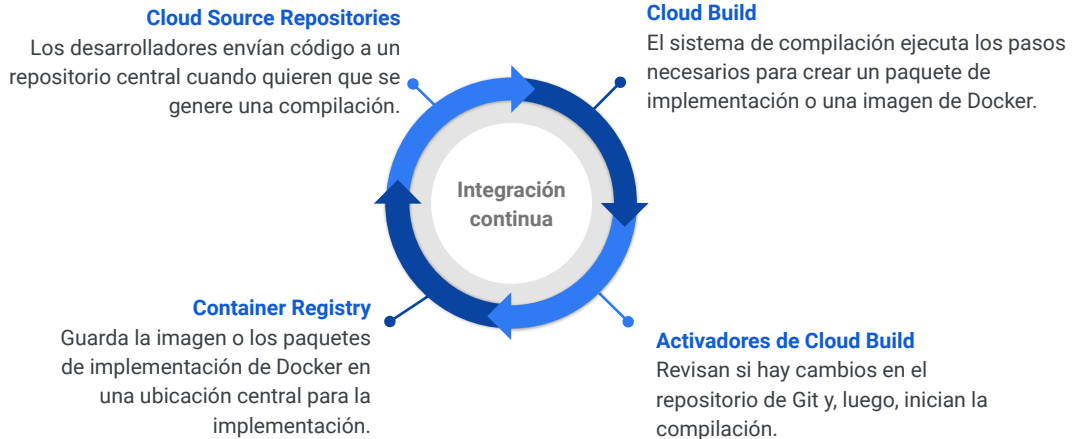 Cloud Source Repositories
Los desarrolladores envían código a un
repositorio central cuando quieren que se
genere una compilación.
Cloud Build
El sistema de compilación ejecuta los pasos
necesarios para crear un paquete de
implementación o una imagen de Docker.
Integración
continua
Container Registry
Guarda la imagen o los paquetes
de implementación de Docker en
una ubicación central para la
implementación.
Activadores de Cloud Build
Revisan si hay cambios en el
repositorio de Git y, luego, inician la
compilación.